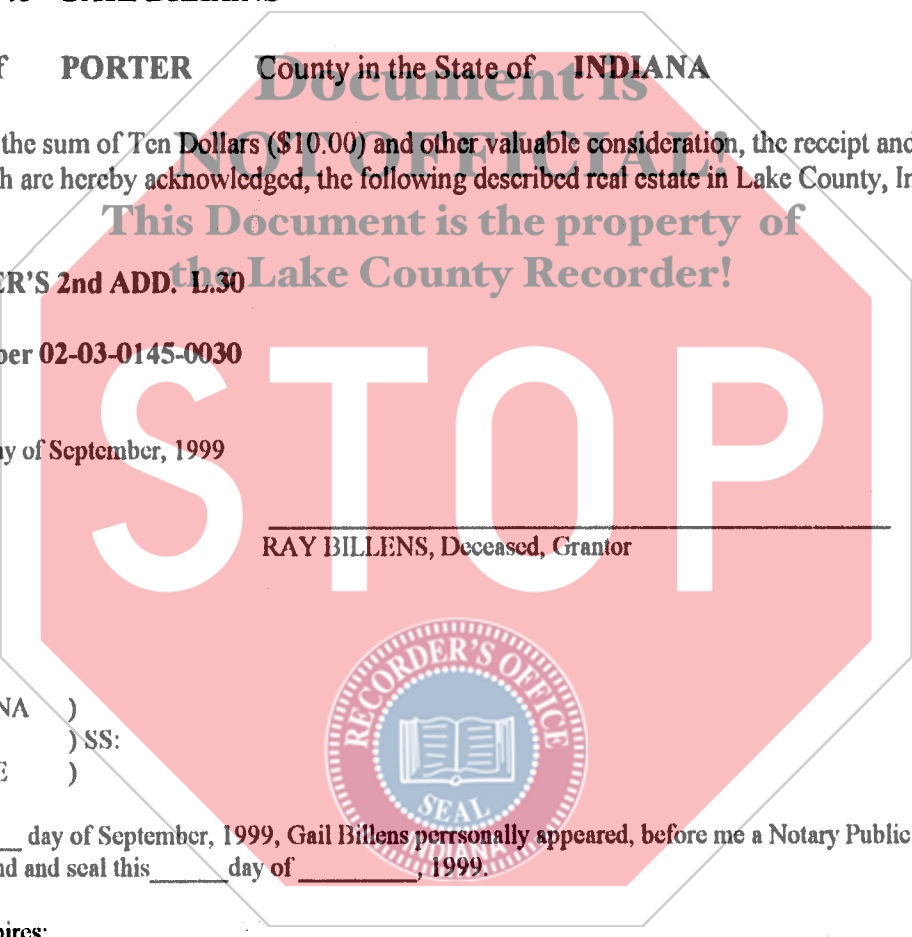 f PORTER County in the State of INDIANA
Document is
the sum of Ten Dollars ($10.00) and other valuable consideration, the receipt and
NOT OFFICIAL!
h are hereby acknowledged, the following described real estate in Lake County, In
This Document is the property of
the Lake County Recorder!
ER'S 2nd ADD. L.30
ber 02-03-0145-0030
STOP
ay of September, 1999
RAY BILLENS, Deceased, Grantor
RECORDER'S OFFICE
SEAL
INDIANA
NA )
) SS:
E )
__ day of September, 1999, Gail Billens perrsonally appeared, before me a Notary Public
nd and seal this______day of _________, 1999.
pires: